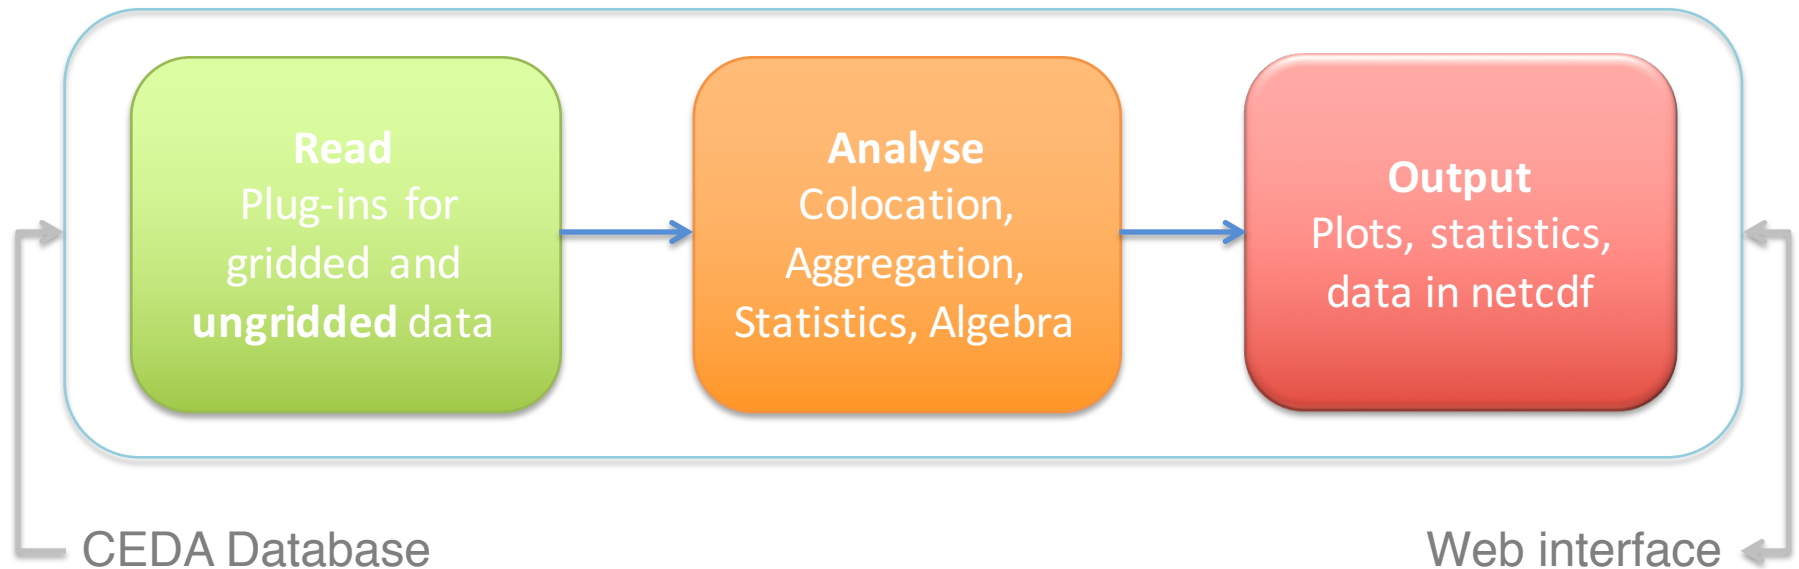 Read
Plug-ins for
gridded and
ungridded data
Analyse
Colocation,
Aggregation,
Statistics, Algebra
Output
Plots, statistics,
data in netcdf
CEDA Database
Web interface